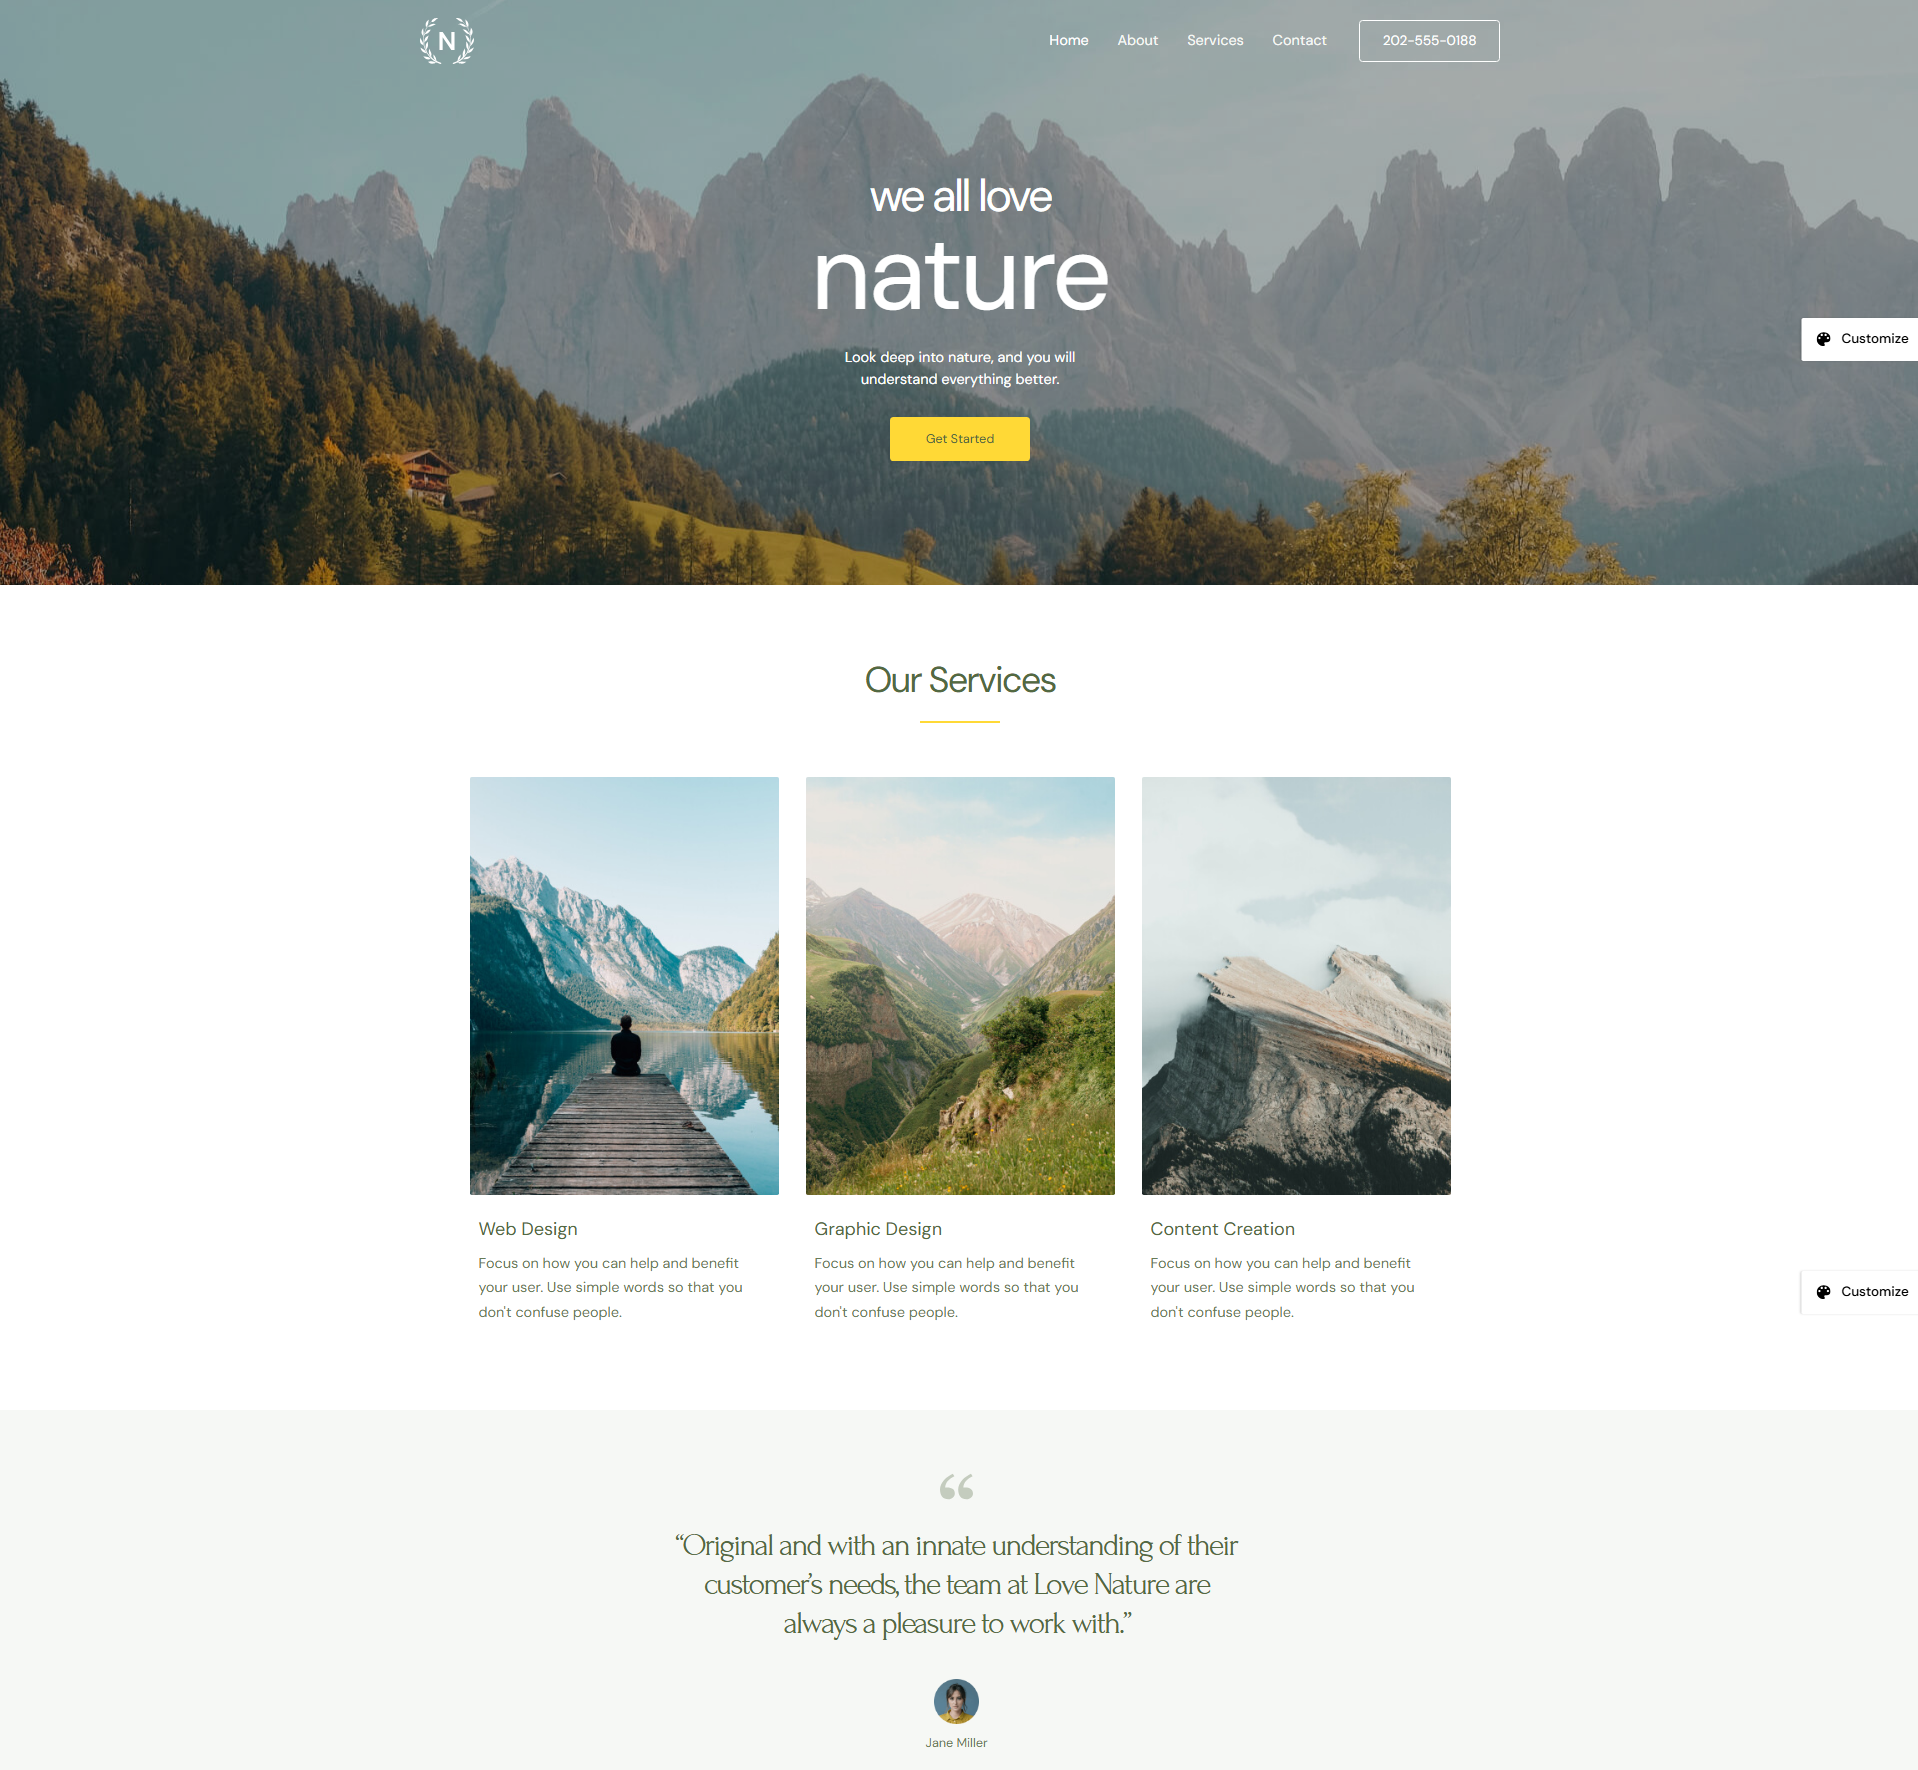 N
Home
About
Services
Contact
202-555-0188
we all love
nature
Look deep into nature, and you will
understand everything better.
Get Started
Customize
Our Services
Web Design
Focus on how you can help and benefit
your user. Use simple words so that you
don't confuse people.
Graphic Design
Focus on how you can help and benefit
your user. Use simple words so that you
don't confuse people.
Content Creation
Focus on how you can help and benefit
your user. Use simple words so that you
don't confuse people.
Customize
“
“Original and with an innate understanding of their
customer’s needs, the team at Love Nature are
always a pleasure to work with.”
Jane Miller